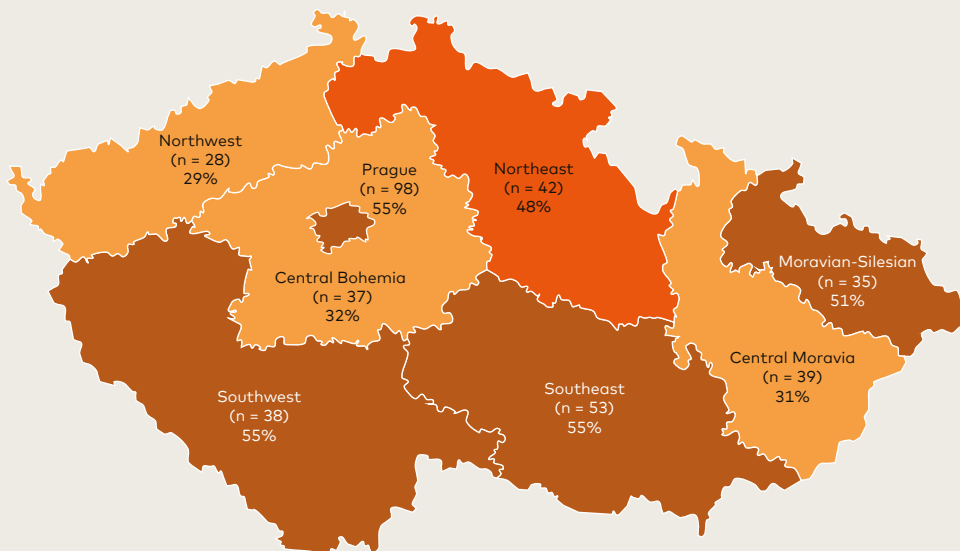 Northwest
(n = 28)
29%
Prague
(n = 98)
55%
Northeast
(n = 42)
48%
Central Bohemia
(n = 37)
32%
Moravian-Silesian
(n = 35)
51%
Central Moravia
(n = 39)
31%
Southwest
(n = 38)
55%
Southeast
(n = 53)
55%